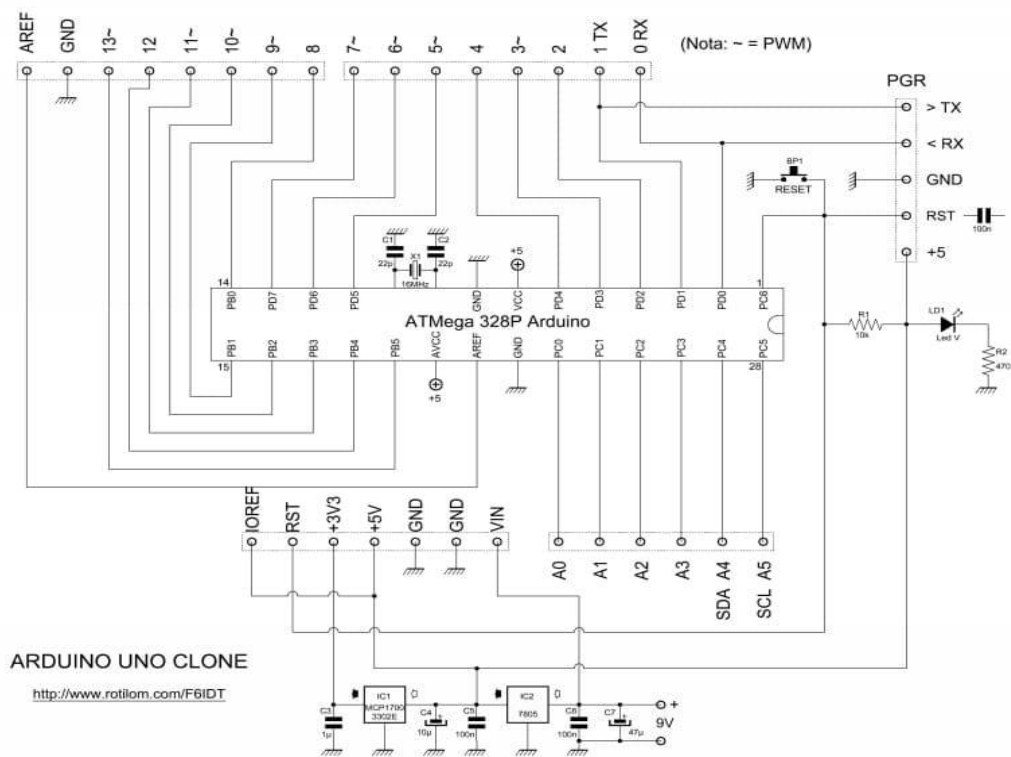 AREF GND 13~ 12 11~ 10~ 9~ 8 7~ 6~ 5~ 4 3~ 2 1 TX 0 RX
(Nota: ~ = PWM)
PGR
> TX
< RX
GND
RST
100n
+5
BP1
RESET
C1
22p
X1
16MHz
C2
22p
+5
14 1
PB0 PD7 PD6 PD5 GND VCC PD4 PD3 PD2 PD1 PD0 PC6
ATMega 328P Arduino
PB1 PB2 PB3 PB4 PB5 AVCC AREF GND PC0 PC1 PC2 PC3 PC4 PC5
15 28
+5
R1
10k
LD1
Led V
R2
470
IOREF RST +3V3 +5V GND GND VIN
A0 A1 A2 A3 SDA A4 SCL A5
ARDUINO UNO CLONE
http://www.rotilom.com/F6IDT
C3
1µ
IC1
MCP1700
3302E
C4
10µ
C5
100n
IC2
7805
C6
100n
C7
47µ
+
9V